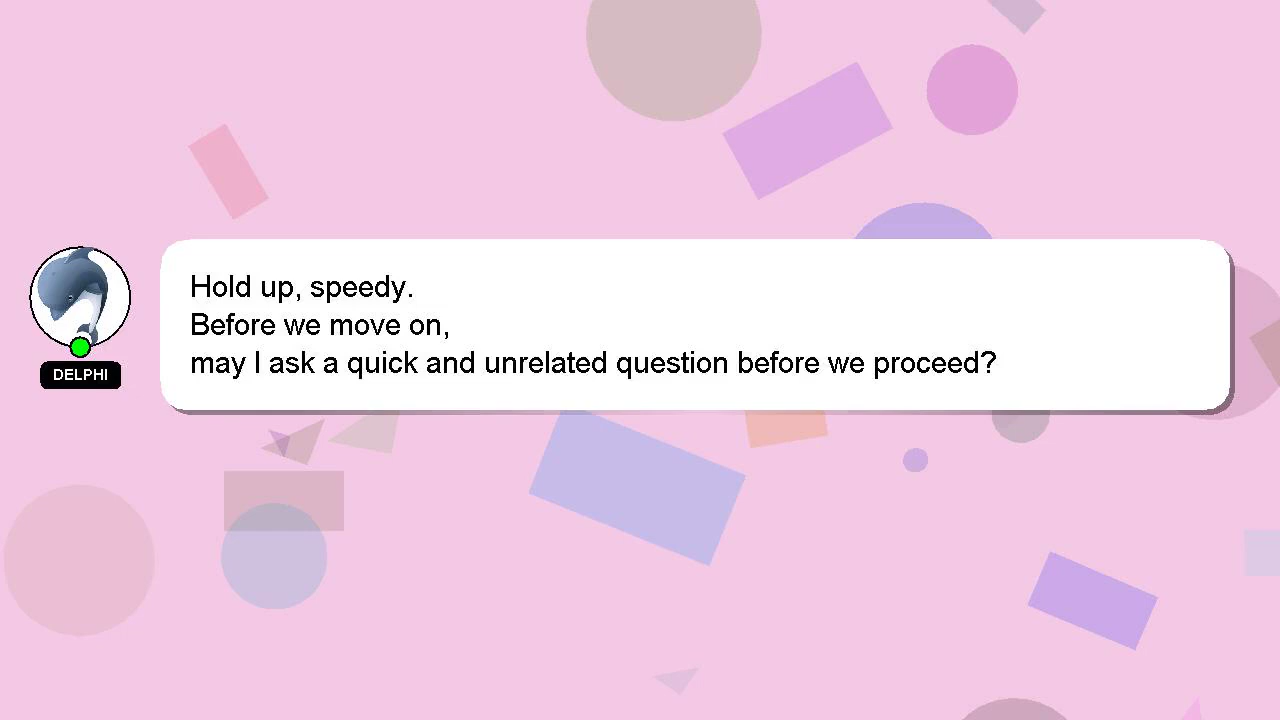 Hold up, speedy.
Before we move on,
may I ask a quick and unrelated question before we proceed?
DELPHI